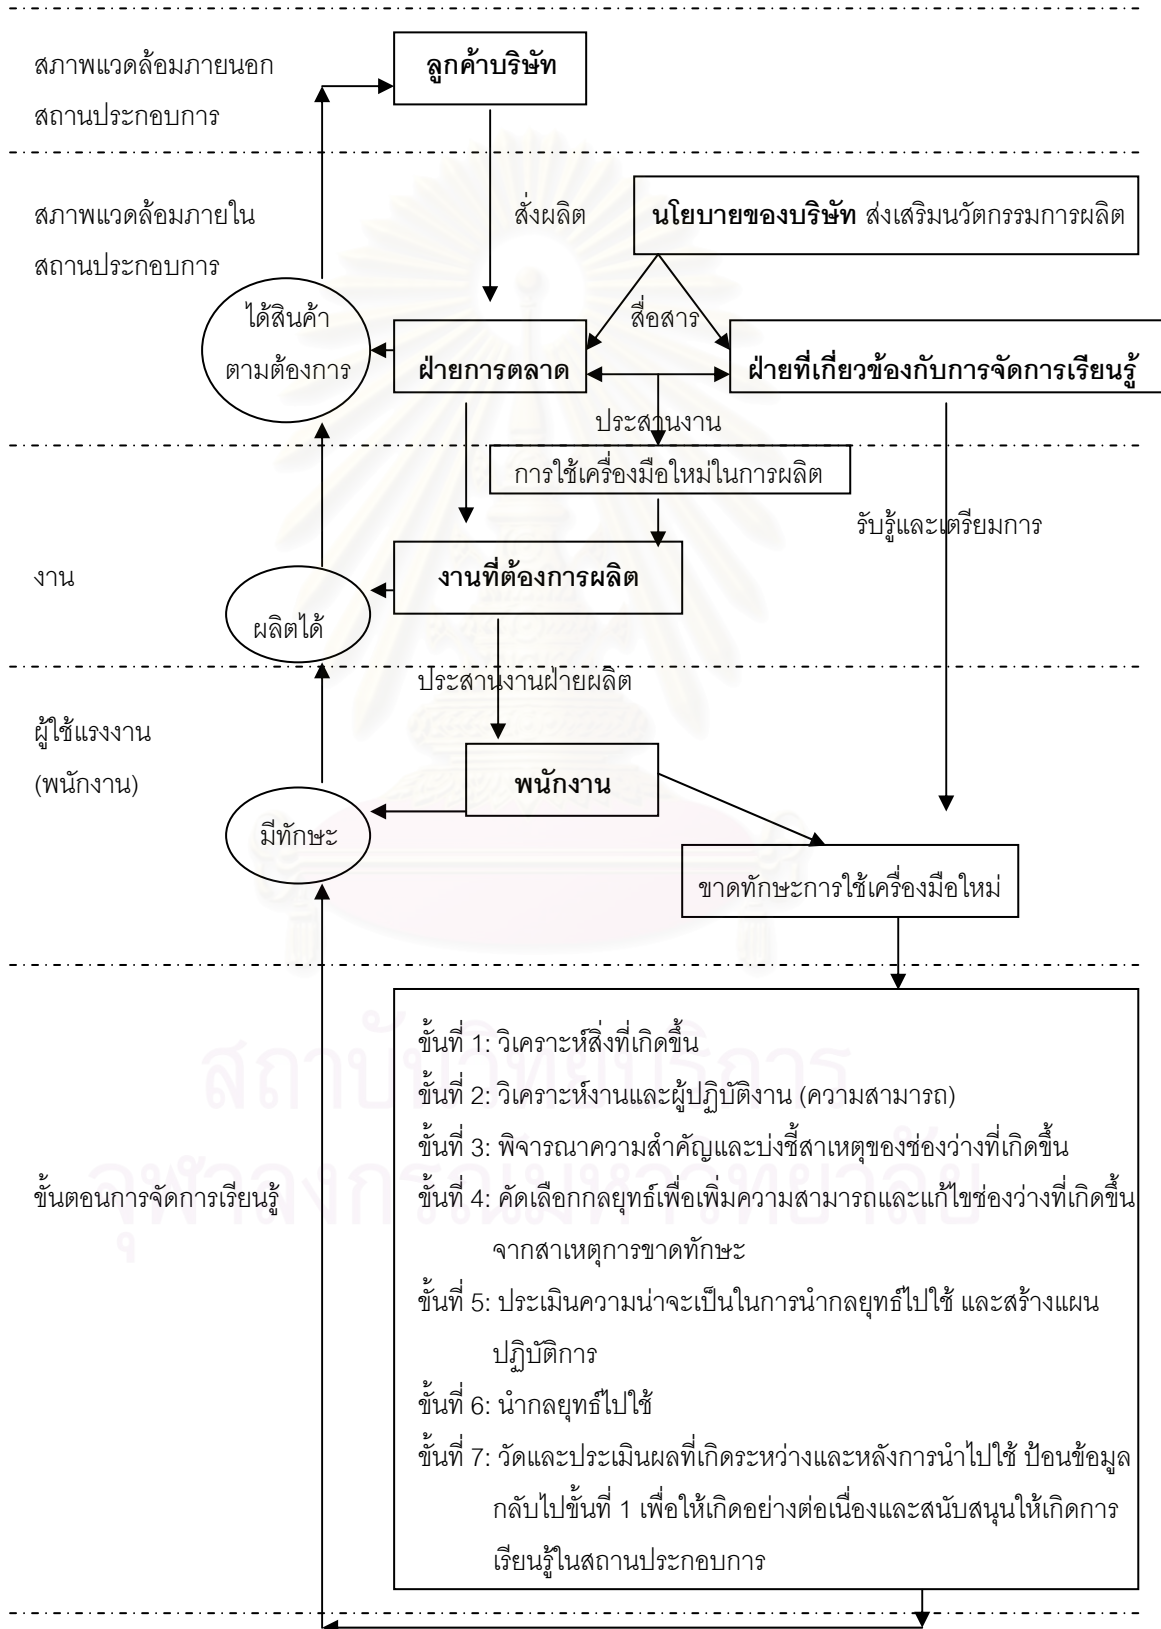 สภาพแวดล้อมภายนอก
สถานประกอบการ
ลูกค้าบริษัท
สภาพแวดล้อมภายใน
สถานประกอบการ
สั่งผลิต
นโยบายของบริษัท ส่งเสริมนวัตกรรมการผลิต
ได้สินค้า
ตามต้องการ
สื่อสาร
ฝ่ายการตลาด
ฝ่ายที่เกี่ยวข้องกับการจัดการเรียนรู้
ประสานงาน
การใช้เครื่องมือใหม่ในการผลิต
รับรู้และเตรียมการ
งาน
งานที่ต้องการผลิต
ผลิตได้
ประสานงานฝ่ายผลิต
ผู้ใช้แรงงาน
(พนักงาน)
พนักงาน
มีทักษะ
ขาดทักษะการใช้เครื่องมือใหม่
ขั้นตอนการจัดการเรียนรู้
ขั้นที่ 1: วิเคราะห์สิ่งที่เกิดขึ้น
ขั้นที่ 2: วิเคราะห์งานและผู้ปฏิบัติงาน (ความสามารถ)
ขั้นที่ 3: พิจารณาความสำคัญและบ่งชี้สาเหตุของช่องว่างที่เกิดขึ้น
ขั้นที่ 4: คัดเลือกกลยุทธ์เพื่อเพิ่มความสามารถและแก้ไขช่องว่างที่เกิดขึ้น
จากสาเหตุการขาดทักษะ
ขั้นที่ 5: ประเมินความน่าจะเป็นในการนำกลยุทธ์ไปใช้ และสร้างแผน
ปฏิบัติการ
ขั้นที่ 6: นำกลยุทธ์ไปใช้
ขั้นที่ 7: วัดและประเมินผลที่เกิดระหว่างและหลังการนำไปใช้ ป้อนข้อมูล
กลับไปขั้นที่ 1 เพื่อให้เกิดอย่างต่อเนื่องและสนับสนุนให้เกิดการ
เรียนรู้ในสถานประกอบการ
สถาบันวิทยบริการ
จุฬาลงกรณ์มหาวิทยาลัย